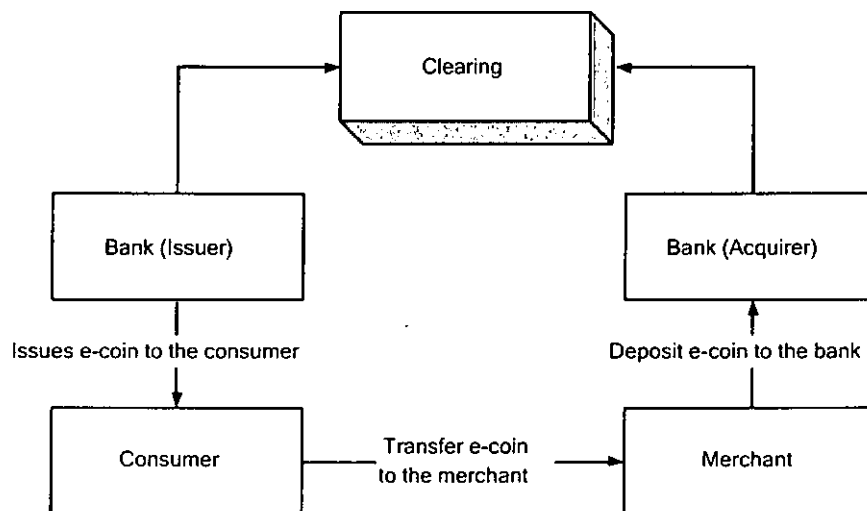 Clearing
Bank (Issuer)
Bank (Acquirer)
Issues e-coin to the consumer
Deposit e-coin to the bank
Consumer
Transfer e-coin
to the merchant
Merchant